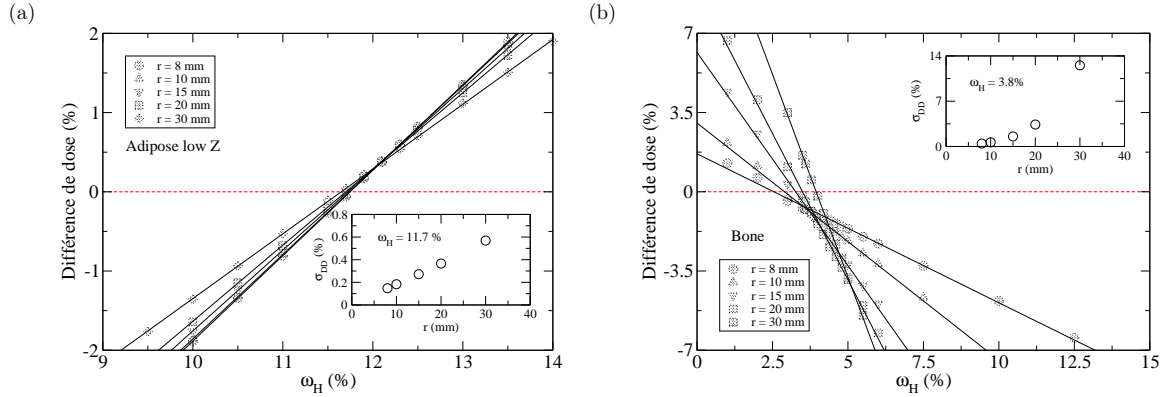 (a)
Différence de dose (%)
2
1
0
-1
-2
9 10 11 12 13 14
ω_H (%)
r = 8 mm
r = 10 mm
r = 15 mm
r = 20 mm
r = 30 mm
Adipose low Z
σ_DD (%)
0.8
0.6
0.4
0.2
0
ω_H = 11.7 %
0 10 20 30 40
r (mm)
(b)
Différence de dose (%)
7
3.5
0
-3.5
-7
0 2.5 5 7.5 10 12.5 15
ω_H (%)
σ_DD (%)
14
7
0
ω_H = 3.8%
0 10 20 30 40
r (mm)
Bone
r = 8 mm
r = 10 mm
r = 15 mm
r = 20 mm
r = 30 mm